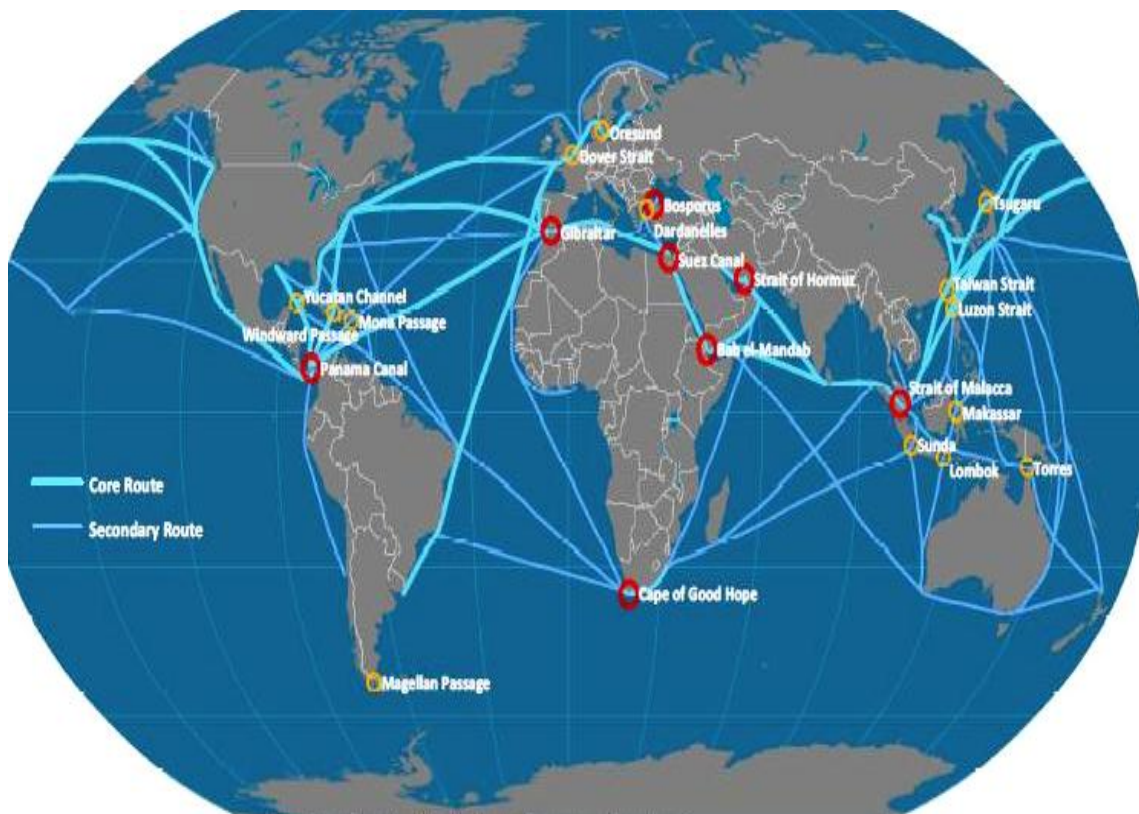 Oresund
Dover Strait
Bosporus
Tsugaru
Gibraltar
Dardanelles
Suez Canal
Strait of Hormuz
Taiwan Strait
Yucatan Channel
Luzon Strait
Windward Passage
Mona Passage
Bab el-Mandab
Panama Canal
Strait of Malacca
Makassar
Sunda
Lombok
Torres
Core Route
Secondary Route
Cape of Good Hope
Magellan Passage